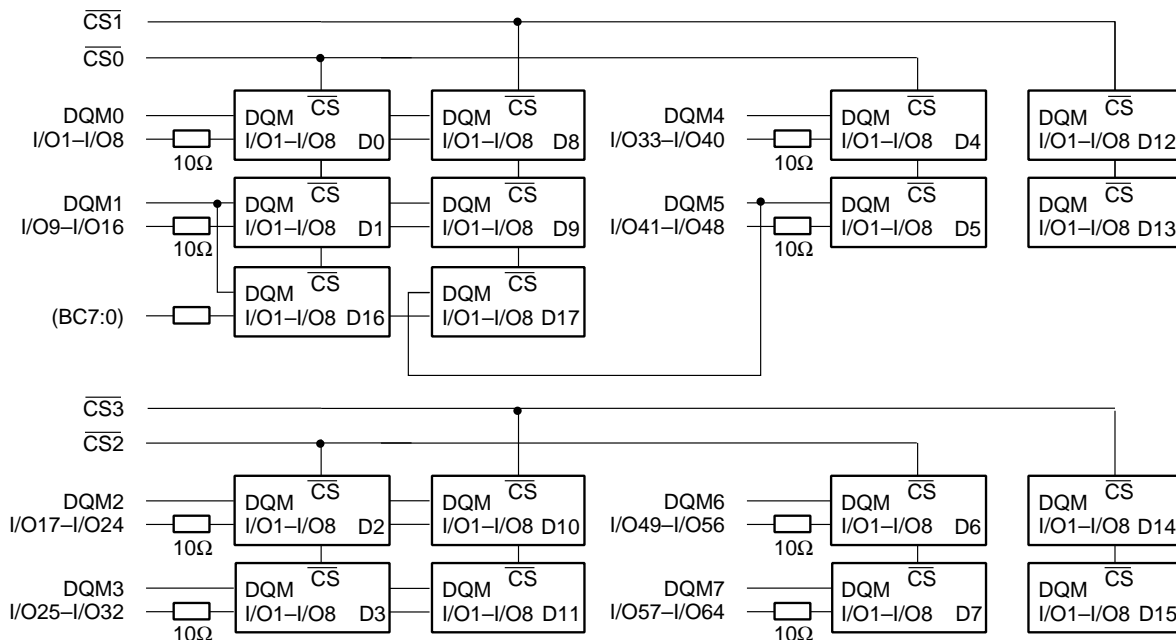 CS1
CS0
DQM0 DQM CS DQM CS DQM4 DQM CS DQM CS
I/O1–I/O8 I/O1–I/O8 D0 I/O1–I/O8 D8 I/O33–I/O40 I/O1–I/O8 D4 I/O1–I/O8 D12
10Ω 10Ω
DQM1 DQM CS DQM CS DQM5 DQM CS DQM CS
I/O9–I/O16 I/O1–I/O8 D1 I/O1–I/O8 D9 I/O41–I/O48 I/O1–I/O8 D5 I/O1–I/O8 D13
10Ω 10Ω
DQM CS DQM CS
(BC7:0) I/O1–I/O8 D16 I/O1–I/O8 D17
CS3
CS2
DQM2 DQM CS DQM CS DQM6 DQM CS DQM CS
I/O17–I/O24 I/O1–I/O8 D2 I/O1–I/O8 D10 I/O49–I/O56 I/O1–I/O8 D6 I/O1–I/O8 D14
10Ω 10Ω
DQM3 DQM CS DQM CS DQM7 DQM CS DQM CS
I/O25–I/O32 I/O1–I/O8 D3 I/O1–I/O8 D11 I/O57–I/O64 I/O1–I/O8 D7 I/O1–I/O8 D15
10Ω 10Ω